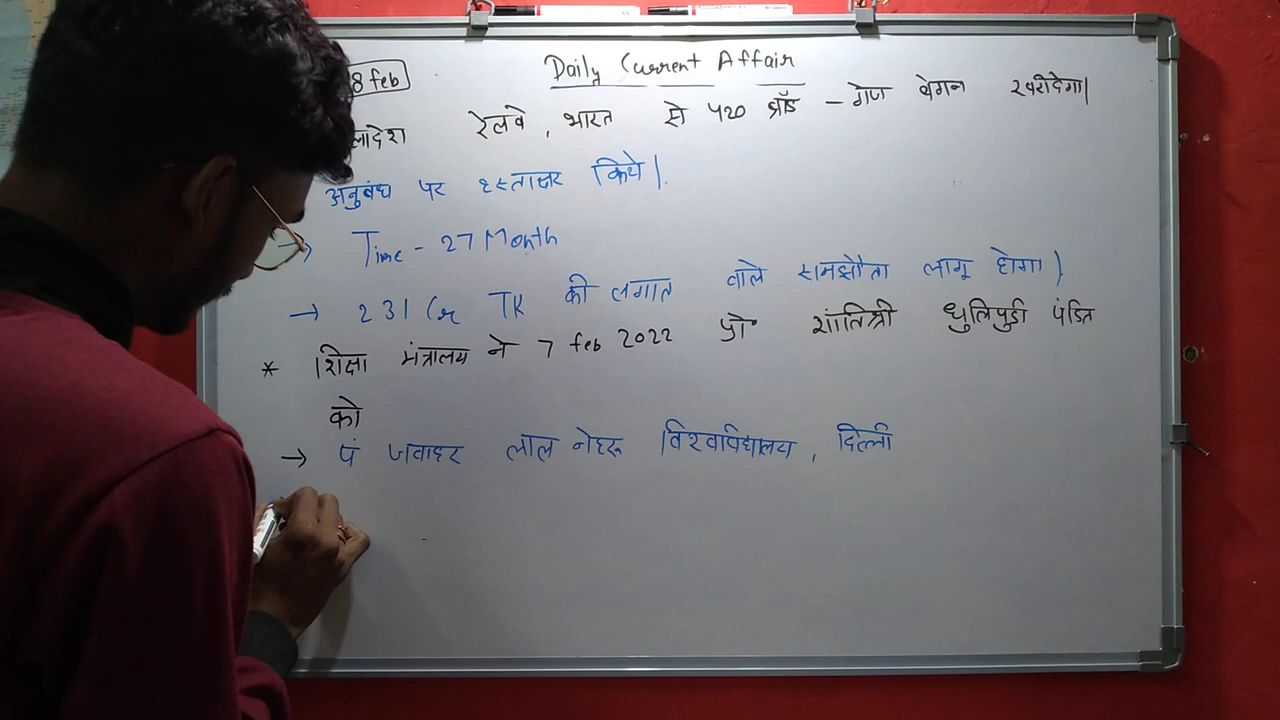 Daily Current Affair
8 feb
लादेश रेलवे, भारत से 420 ब्रॉड - गेज वेगन खरीदेगा|
अनुबंध पर हस्ताक्षर किये|
→ Time - 27 Month
→ 231 Cr TK की लगात वाले समझौता लागू होगा|
* शिक्षा मंत्रालय ने 7 feb 2022 प्रो° शांतिश्री धुलिपुडी पंडित
को
→ पं जवाहर लाल नेहरू विश्वविद्यालय, दिल्ली